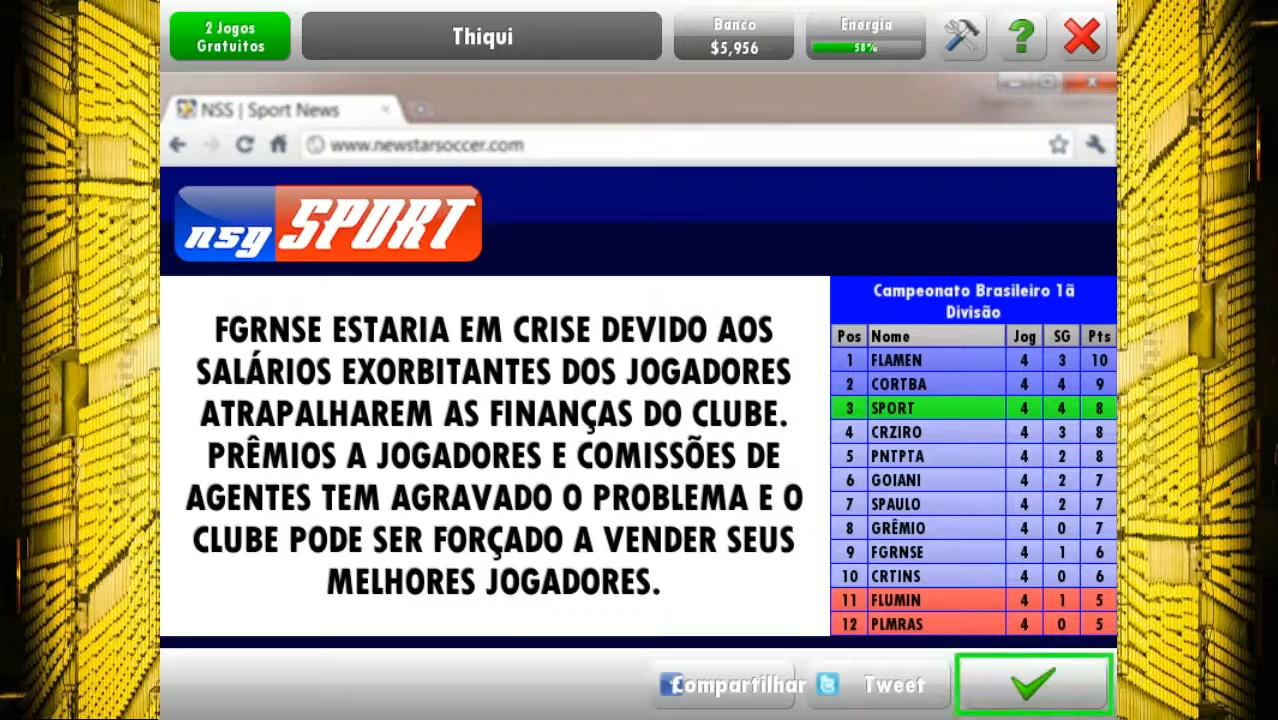 2 Jogos
Gratuitos
Thiqui
Banco
$5,956
Energia
58%
NSS | Sport News
www.newstarsoccer.com
nsg SPORT
FGRNSE ESTARIA EM CRISE DEVIDO AOS
SALÁRIOS EXORBITANTES DOS JOGADORES
ATRAPALHAREM AS FINANÇAS DO CLUBE.
PRÊMIOS A JOGADORES E COMISSÕES DE
AGENTES TEM AGRAVADO O PROBLEMA E O
CLUBE PODE SER FORÇADO A VENDER SEUS
MELHORES JOGADORES.
Campeonato Brasileiro 1ã
Divisão
Pos Nome Jog SG Pts
1 FLAMEN 4 3 10
2 CORTBA 4 4 9
3 SPORT 4 4 8
4 CRZIRO 4 3 8
5 PNTPTA 4 2 8
6 GOIANI 4 2 7
7 SPAULO 4 2 7
8 GRÊMIO 4 0 7
9 FGRNSE 4 1 6
10 CRTINS 4 0 6
11 FLUMIN 4 1 5
12 PLMRAS 4 0 5
Compartilhar
Tweet